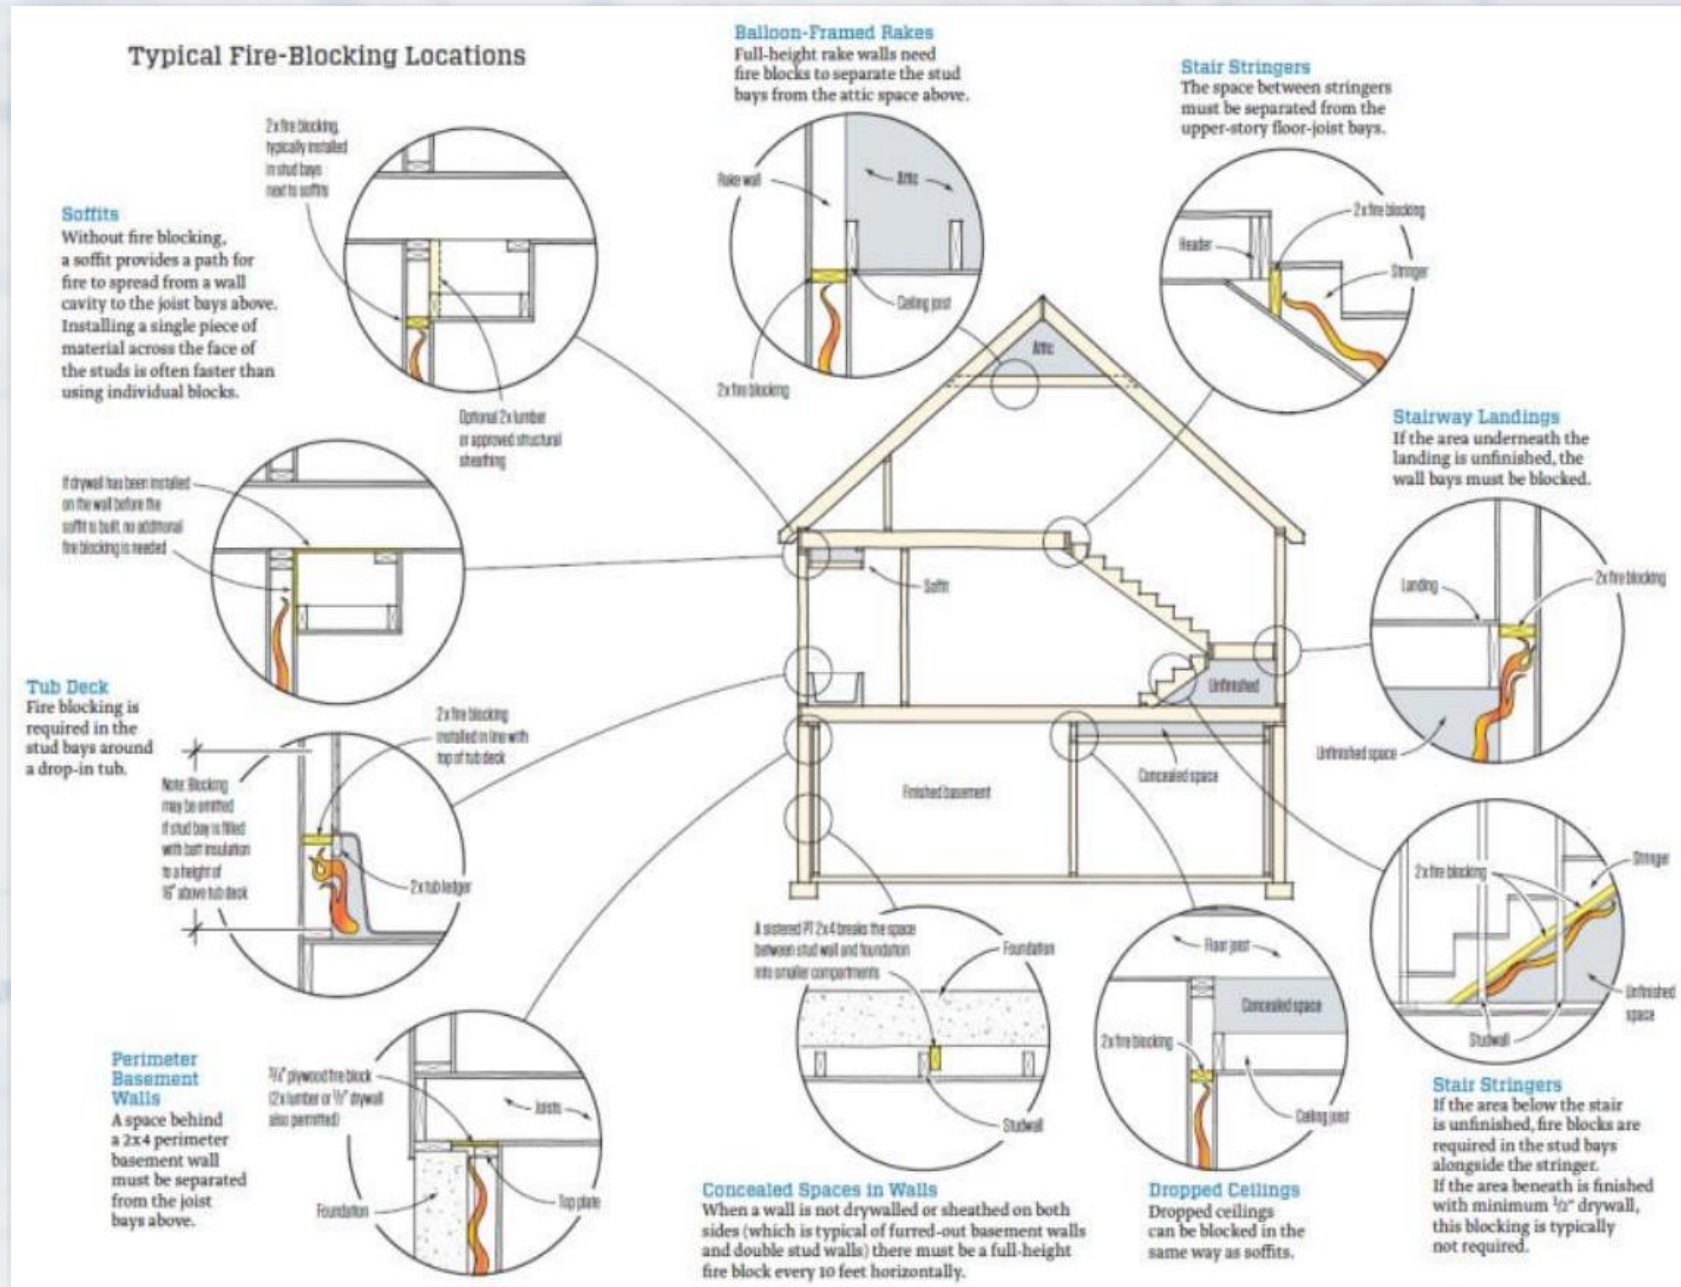 Typical Fire-Blocking Locations
Balloon-Framed Rakes
Full-height rake walls need
fire blocks to separate the stud
bays from the attic space above.
Rake wall
Attic
Ceiling joist
2x fire blocking
Stair Stringers
The space between stringers
must be separated from the
upper-story floor-joist bays.
2x fire blocking
Header
Stringer
2x fire blocking,
typically installed
in stud bays
next to soffits
Soffits
Without fire blocking,
a soffit provides a path for
fire to spread from a wall
cavity to the joist bays above.
Installing a single piece of
material across the face of
the studs is often faster than
using individual blocks.
Optional 2x lumber
or approved structural
sheathing
If drywall has been installed
on the wall before the
soffit is built, no additional
fire blocking is needed
Attic
Soffit
Unfinished
Concealed space
Finished basement
Stairway Landings
If the area underneath the
landing is unfinished, the
wall bays must be blocked.
Landing
2x fire blocking
Unfinished space
Tub Deck
Fire blocking is
required in the
stud bays around
a drop-in tub.
2x fire blocking
installed in line with
top of tub deck
Note: Blocking
may be omitted
if stud bay is filled
with batt insulation
to a height of
16" above tub deck
2x tub ledger
Stringer
2x fire blocking
Unfinished
space
Studwall
Stair Stringers
If the area below the stair
is unfinished, fire blocks are
required in the stud bays
alongside the stringer.
If the area beneath is finished
with minimum 1/2" drywall,
this blocking is typically
not required.
Perimeter
Basement
Walls
A space behind
a 2x4 perimeter
basement wall
must be separated
from the joist
bays above.
3/4" plywood fire block
(2x lumber or 1/2" drywall
also permitted)
Joists
Foundation
Top plate
A sistered PT 2x4 breaks the space
between stud wall and foundation
into smaller compartments
Foundation
Studwall
Concealed Spaces in Walls
When a wall is not drywalled or sheathed on both
sides (which is typical of furred-out basement walls
and double stud walls) there must be a full-height
fire block every 10 feet horizontally.
Floor joist
Concealed space
2x fire blocking
Ceiling joist
Dropped Ceilings
Dropped ceilings
can be blocked in the
same way as soffits.